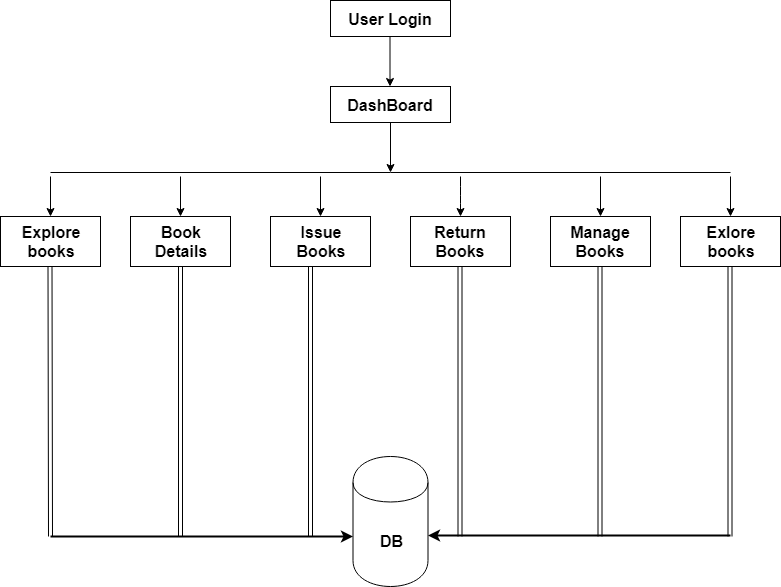 User Login
DashBoard
Explore
books
Book
Details
Issue
Books
Return
Books
Manage
Books
Exlore
books
DB